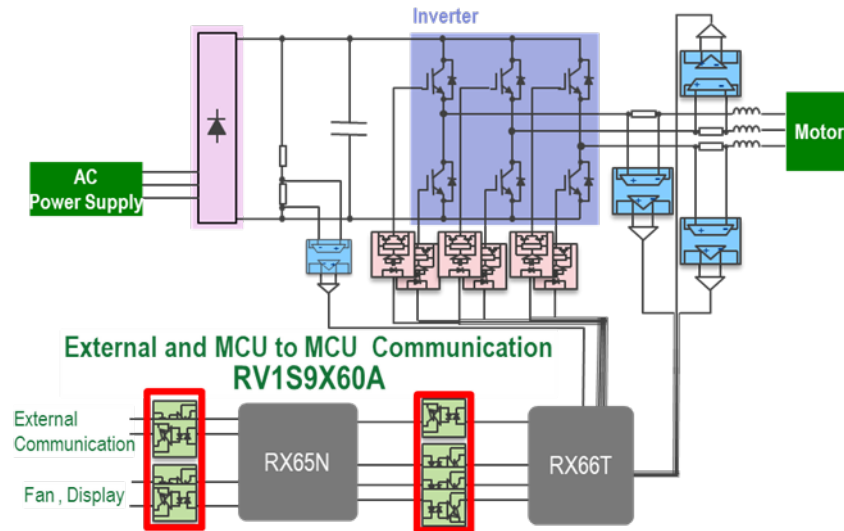 Inverter
Motor
AC
Power Supply
External and MCU to MCU Communication
RV1S9X60A
External
Communication
RX65N
RX66T
Fan , Display